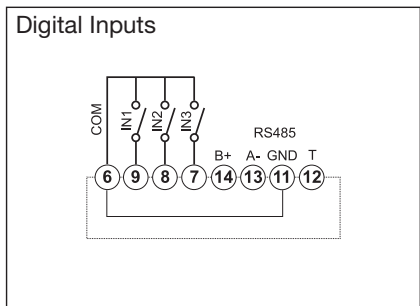 Digital Inputs
COM
IN1
IN2
IN3
RS485
B+ A- GND T
6 9 8 7 14 13 11 12